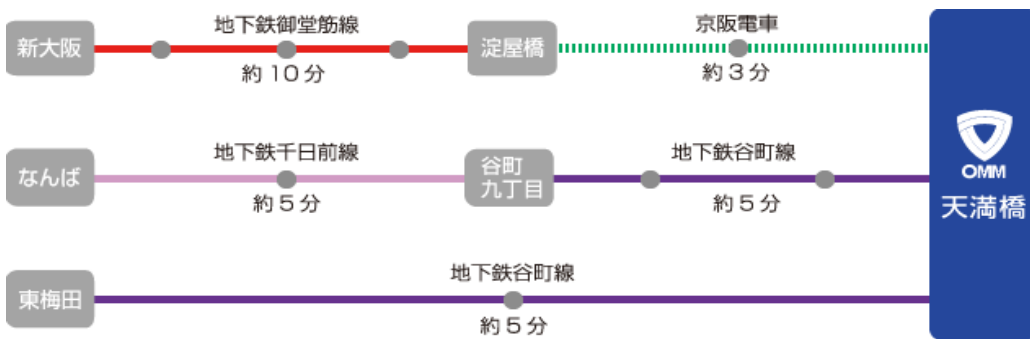 新大阪
地下鉄御堂筋線
約10分
淀屋橋
京阪電車
約3分
なんば
地下鉄千日前線
約5分
谷町
九丁目
地下鉄谷町線
約5分
東梅田
地下鉄谷町線
約5分
OMM
天満橋